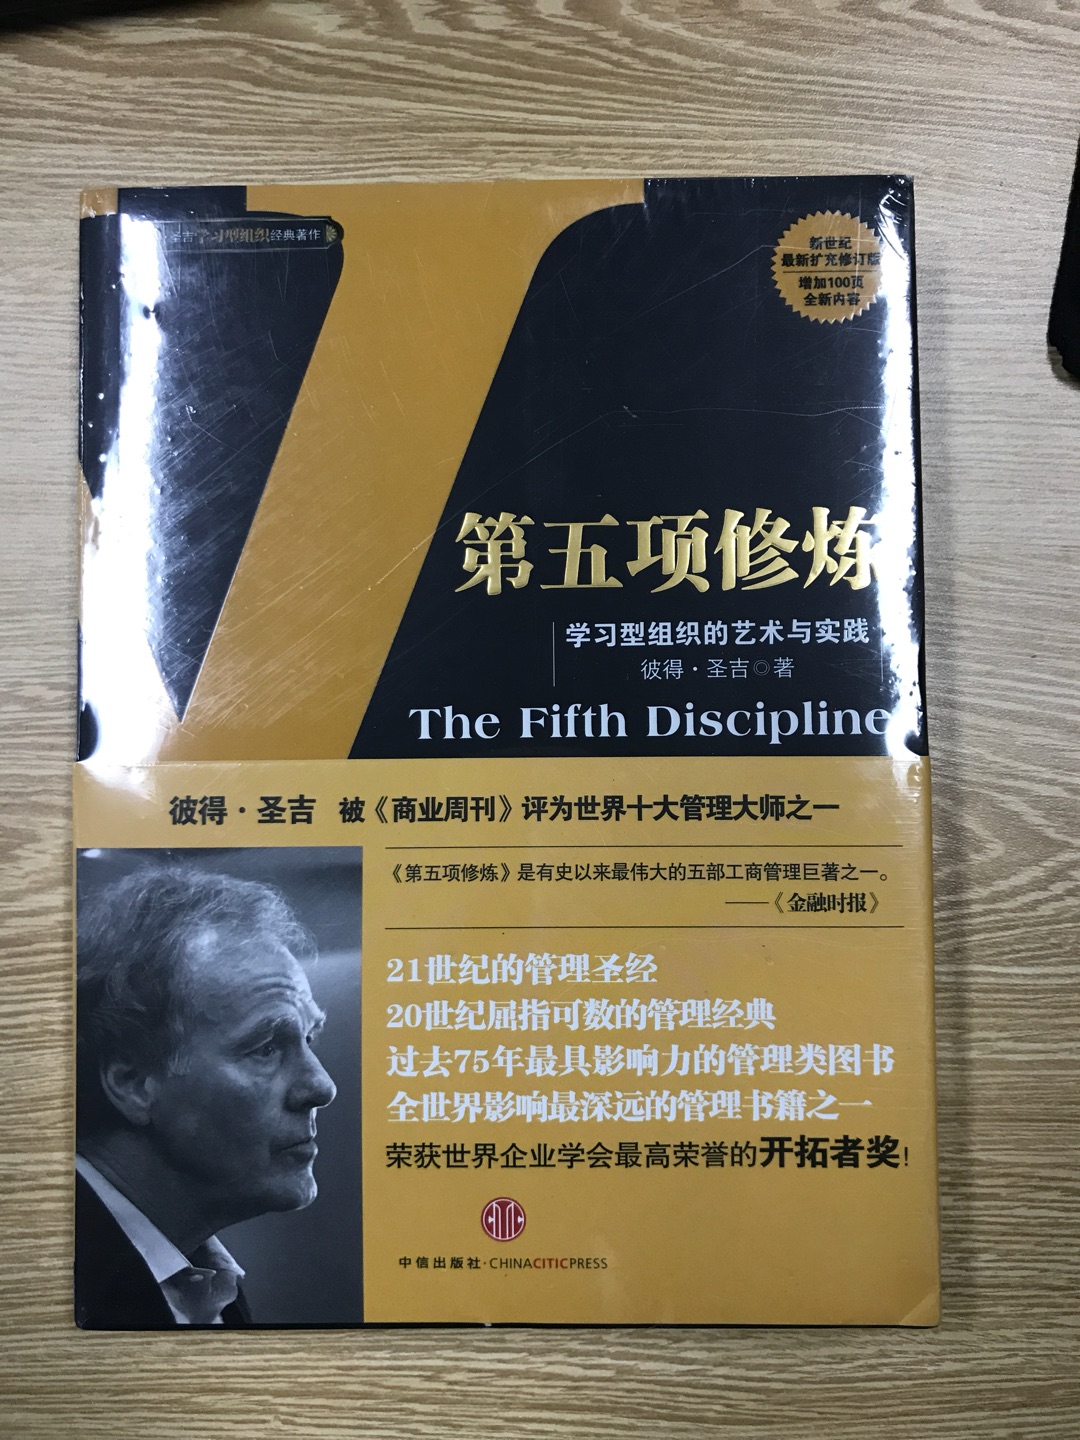 圣吉学习型组织经典著作
新世纪
最新扩充修订版
增加100页
全新内容
第五项修炼
学习型组织的艺术与实践
彼得·圣吉◎著
The Fifth Discipline
彼得·圣吉 被《商业周刊》评为世界十大管理大师之一
《第五项修炼》是有史以来最伟大的五部工商管理巨著之一。
——《金融时报》
21世纪的管理圣经
20世纪屈指可数的管理经典
过去75年最具影响力的管理类图书
全世界影响最深远的管理书籍之一
荣获世界企业学会最高荣誉的开拓者奖！
中信出版社·CHINACITICPRESS